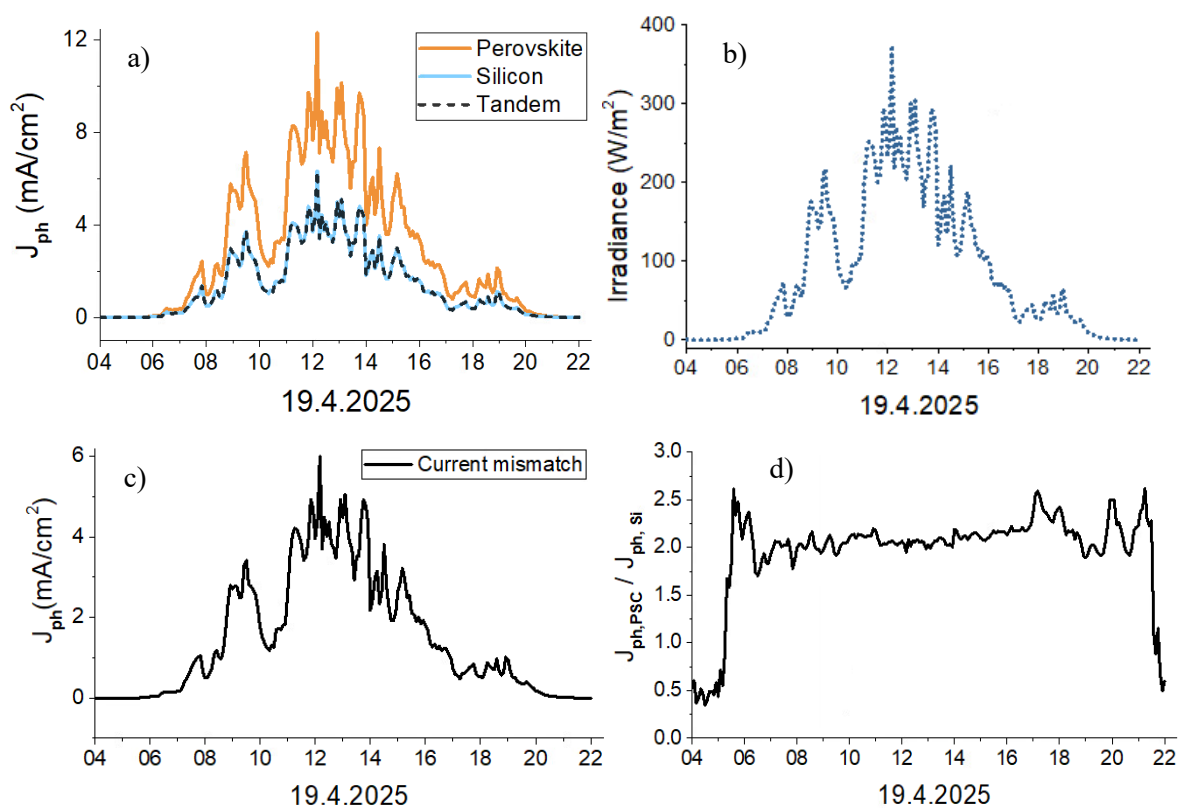 a)
Perovskite
Silicon
Tandem
J_ph (mA/cm²)
12
8
4
0
04 06 08 10 12 14 16 18 20 22
19.4.2025
b)
Irradiance (W/m²)
400
300
200
100
0
04 06 08 10 12 14 16 18 20 22
19.4.2025
c)
Current mismatch
J_ph(mA/cm²)
6
4
2
0
04 06 08 10 12 14 16 18 20 22
19.4.2025
d)
J_ph,PSC / J_ph, Si
3.0
2.5
2.0
1.5
1.0
0.5
0.0
04 06 08 10 12 14 16 18 20 22
19.4.2025